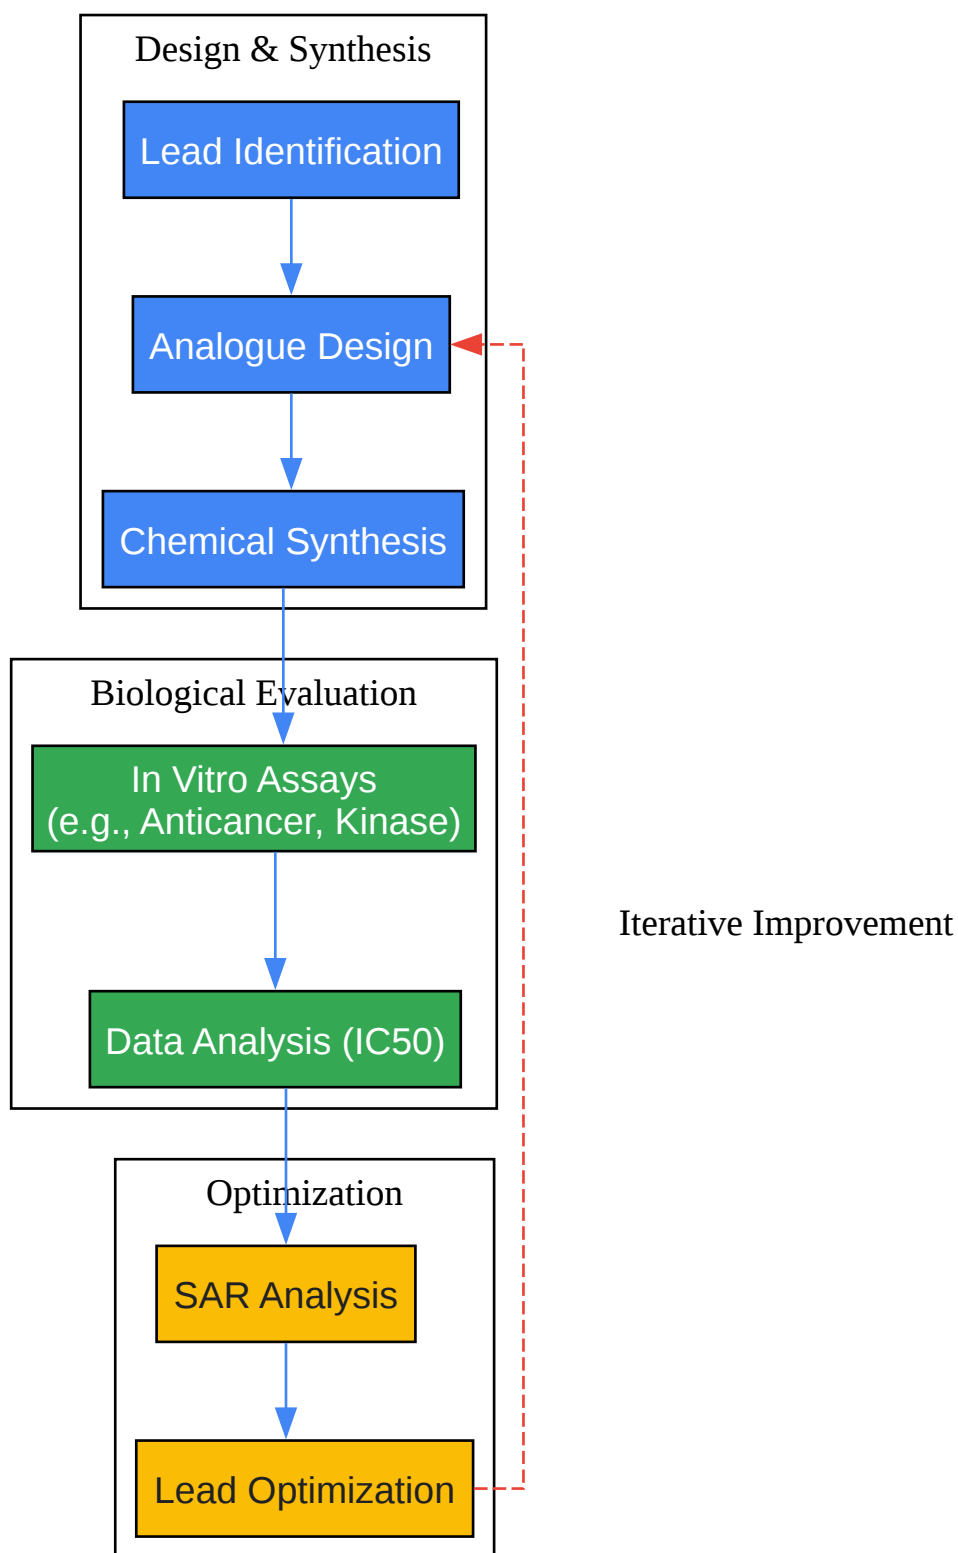 Design & Synthesis
Lead Identification
Analogue Design
Chemical Synthesis
Biological Evaluation
In Vitro Assays
(e.g., Anticancer, Kinase)
Iterative Improvement
Data Analysis (IC50)
Optimization
SAR Analysis
Lead Optimization